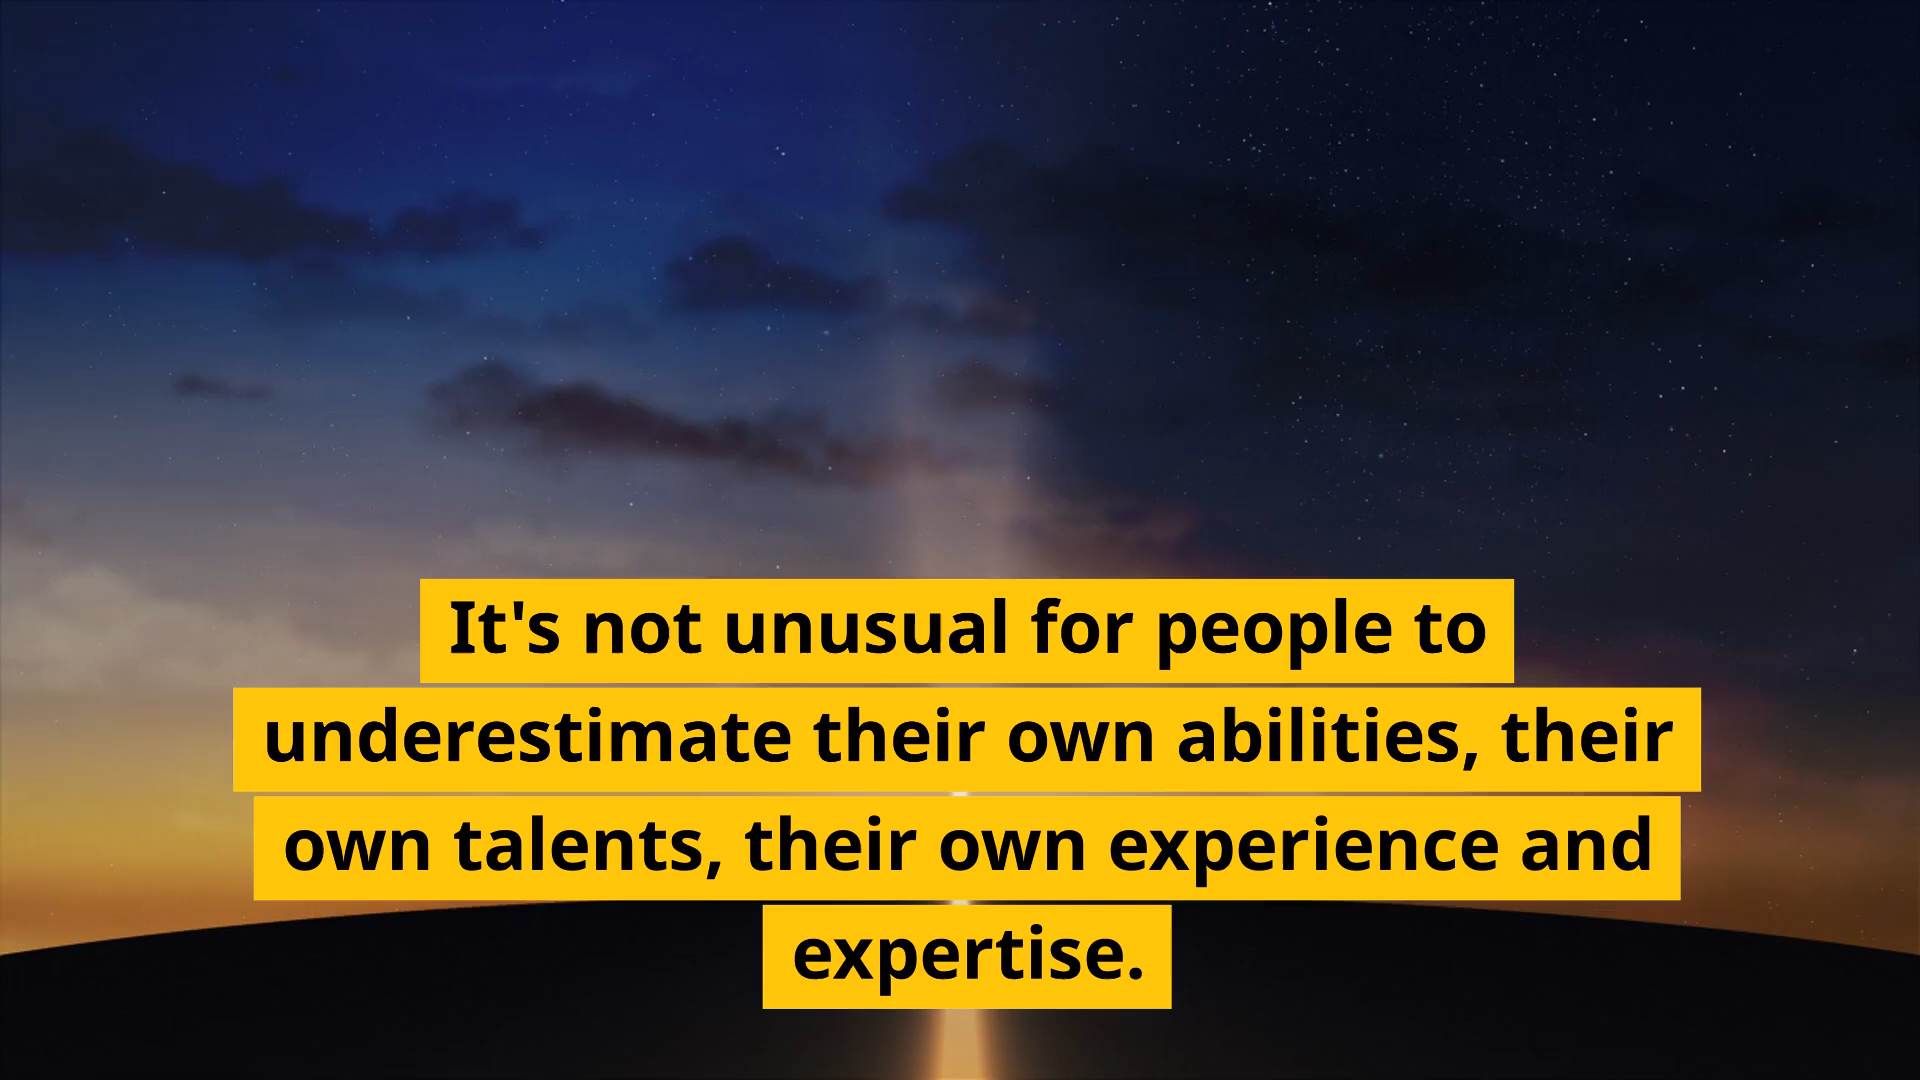 It's not unusual for people to
underestimate their own abilities, their
own talents, their own experience and
expertise.